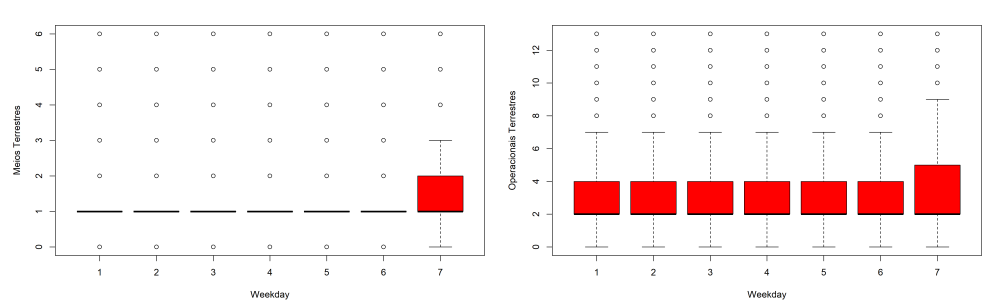 Meios Terrestres
6
5
4
3
2
1
0
1 2 3 4 5 6 7
Weekday
Operacionais Terrestres
12
10
8
6
4
2
0
1 2 3 4 5 6 7
Weekday